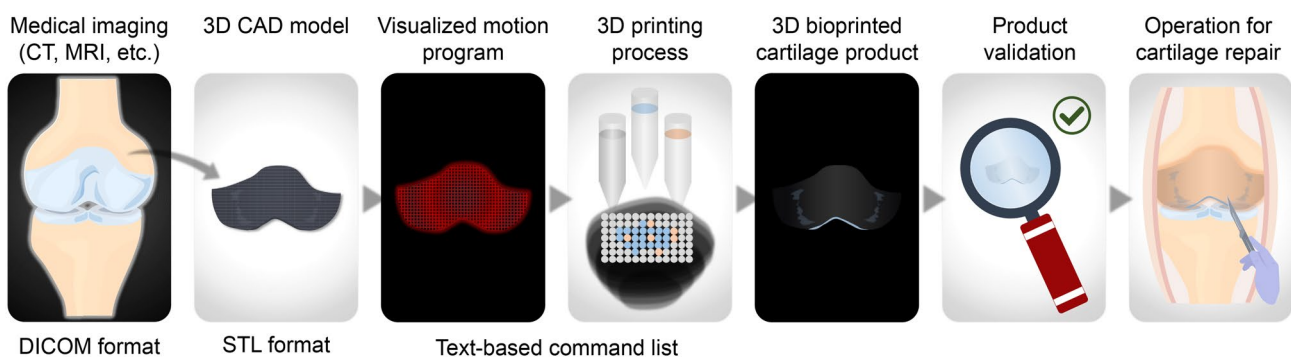 Medical imaging
(CT, MRI, etc.)
3D CAD model
Visualized motion
program
3D printing
process
3D bioprinted
cartilage product
Product
validation
Operation for
cartilage repair
DICOM format
STL format
Text-based command list